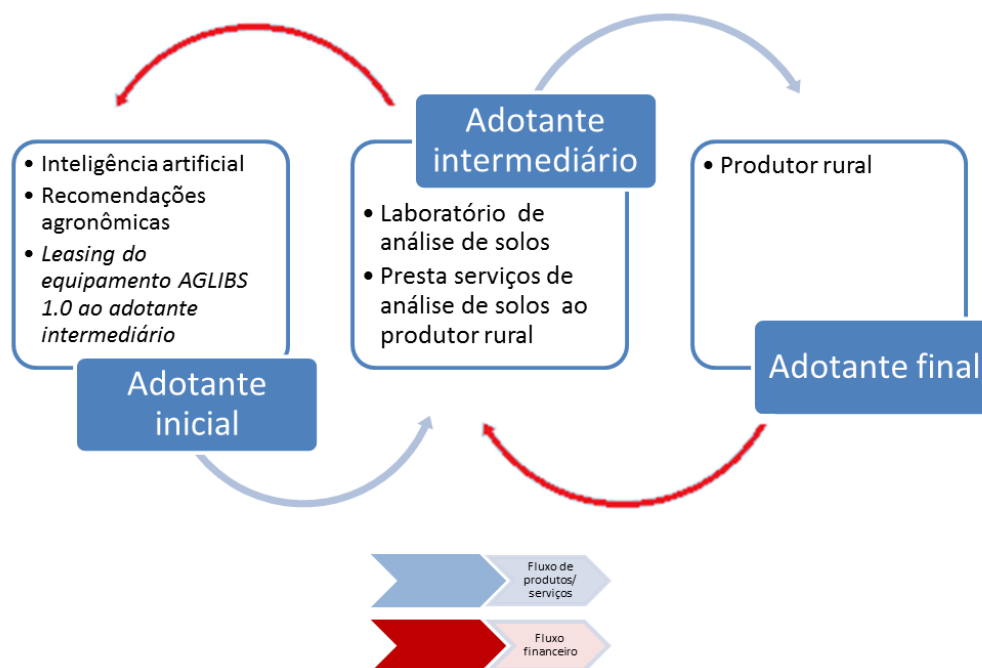 • Inteligência artificial
• Recomendações
agronômicas
• Leasing do
equipamento AGLIBS
1.0 ao adotante
intermediário
Adotante
inicial
Adotante
intermediário
• Laboratório de
análise de solos
• Presta serviços de
análise de solos ao
produtor rural
• Produtor rural
Adotante final
Fluxo de
produtos/
serviços
Fluxo
financeiro